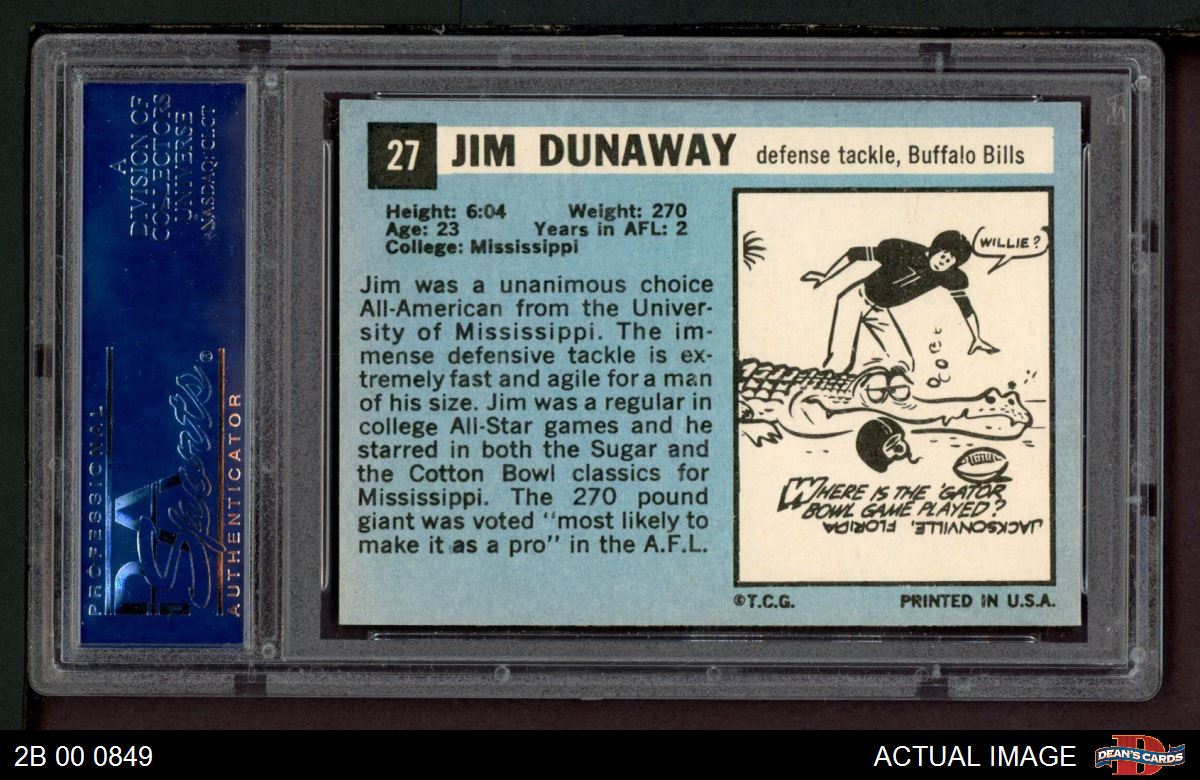 A
DIVISION OF
COLLECTORS
UNIVERSE
NASDAQ: CLCT
PROFESSIONAL
PSA
Sports®
AUTHENTICATOR
27
JIM DUNAWAY defense tackle, Buffalo Bills
Height: 6:04 Weight: 270
Age: 23 Years in AFL: 2
College: Mississippi
Jim was a unanimous choice
All-American from the Univer-
sity of Mississippi. The im-
mense defensive tackle is ex-
tremely fast and agile for a man
of his size. Jim was a regular in
college All-Star games and he
starred in both the Sugar and
the Cotton Bowl classics for
Mississippi. The 270 pound
giant was voted "most likely to
make it as a pro" in the A.F.L.
WILLIE?
WHERE IS THE 'GATOR
BOWL GAME PLAYED?
JACKSONVILLE,
FLORIDA
©T.C.G. PRINTED IN U.S.A.
2B 00 0849
ACTUAL IMAGE
DEAN'S CARDS